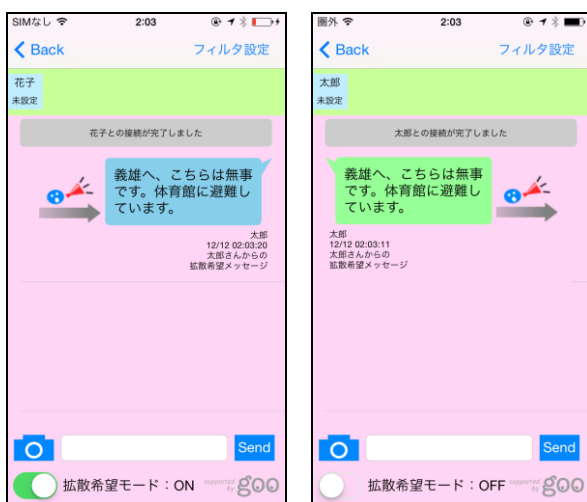 SIMなし 2:03
Back フィルタ設定
花子
未設定
花子との接続が完了しました
義雄へ、こちらは無事
です。体育館に避難し
ています。
太郎
12/12 02:03:20
太郎さんからの
拡散希望メッセージ
Send
拡散希望モード：ON supported by goo
圏外 2:03
Back フィルタ設定
太郎
未設定
太郎との接続が完了しました
義雄へ、こちらは無事
です。体育館に避難し
ています。
太郎
12/12 02:03:11
太郎さんからの
拡散希望メッセージ
Send
拡散希望モード：OFF supported by goo